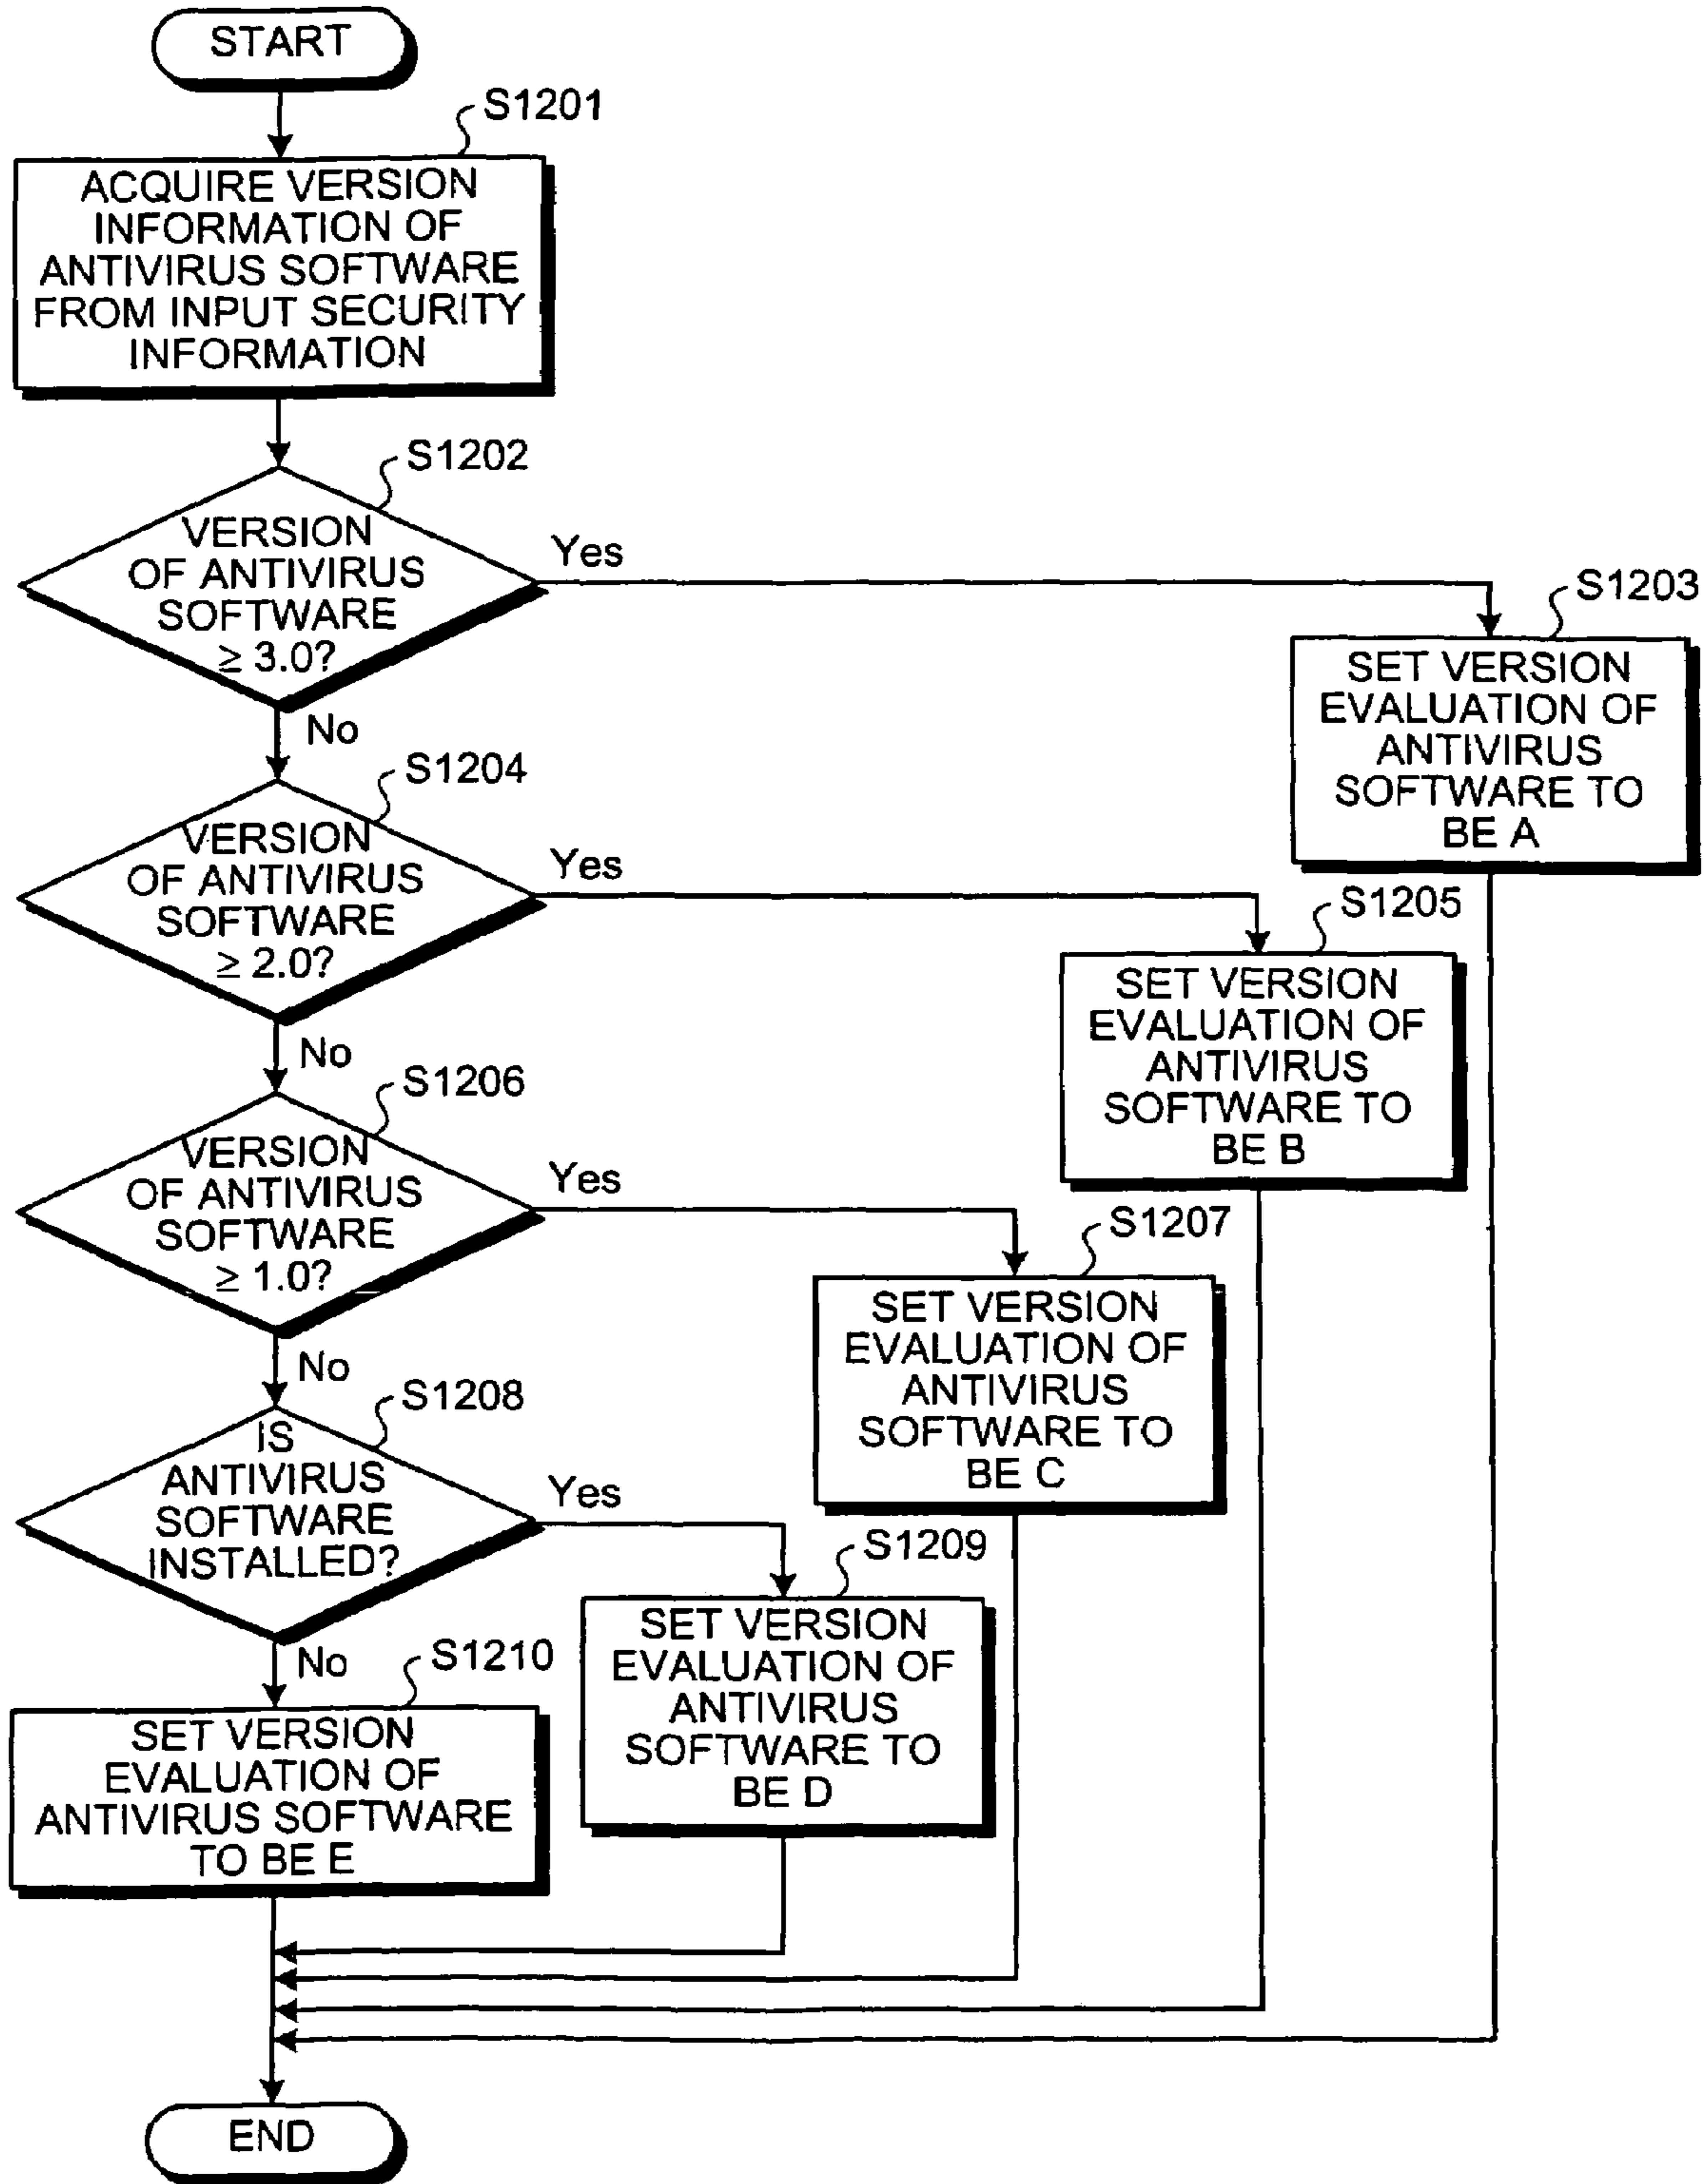 START
S1201
ACQUIRE VERSION
INFORMATION OF
ANTIVIRUS SOFTWARE
FROM INPUT SECURITY
INFORMATION
S1202
VERSION
OF ANTIVIRUS
SOFTWARE
≥ 3.0?
Yes
No
S1203
SET VERSION
EVALUATION OF
ANTIVIRUS
SOFTWARE TO
BE A
S1204
VERSION
OF ANTIVIRUS
SOFTWARE
≥ 2.0?
Yes
No
S1205
SET VERSION
EVALUATION OF
ANTIVIRUS
SOFTWARE TO
BE B
S1206
VERSION
OF ANTIVIRUS
SOFTWARE
≥ 1.0?
Yes
No
S1207
SET VERSION
EVALUATION OF
ANTIVIRUS
SOFTWARE TO
BE C
S1208
IS
ANTIVIRUS
SOFTWARE
INSTALLED?
Yes
No
S1209
SET VERSION
EVALUATION OF
ANTIVIRUS
SOFTWARE TO
BE D
S1210
SET VERSION
EVALUATION OF
ANTIVIRUS SOFTWARE
TO BE E
END